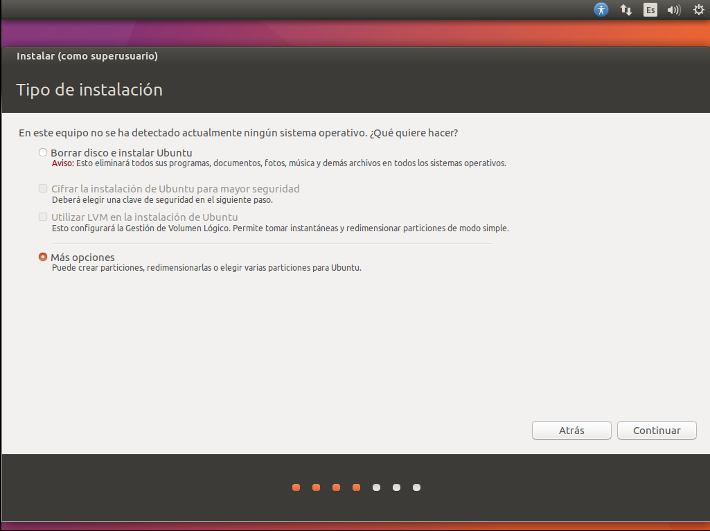 Es
Instalar (como superusuario)
Tipo de instalación
En este equipo no se ha detectado actualmente ningún sistema operativo. ¿Qué quiere hacer?
Borrar disco e instalar Ubuntu
Aviso: Esto eliminará todos sus programas, documentos, fotos, música y demás archivos en todos los sistemas operativos.
Cifrar la instalación de Ubuntu para mayor seguridad
Deberá elegir una clave de seguridad en el siguiente paso.
Utilizar LVM en la instalación de Ubuntu
Esto configurará la Gestión de Volumen Lógico. Permite tomar instantáneas y redimensionar particiones de modo simple.
Más opciones
Puede crear particiones, redimensionarlas o elegir varias particiones para Ubuntu.
Atrás Continuar